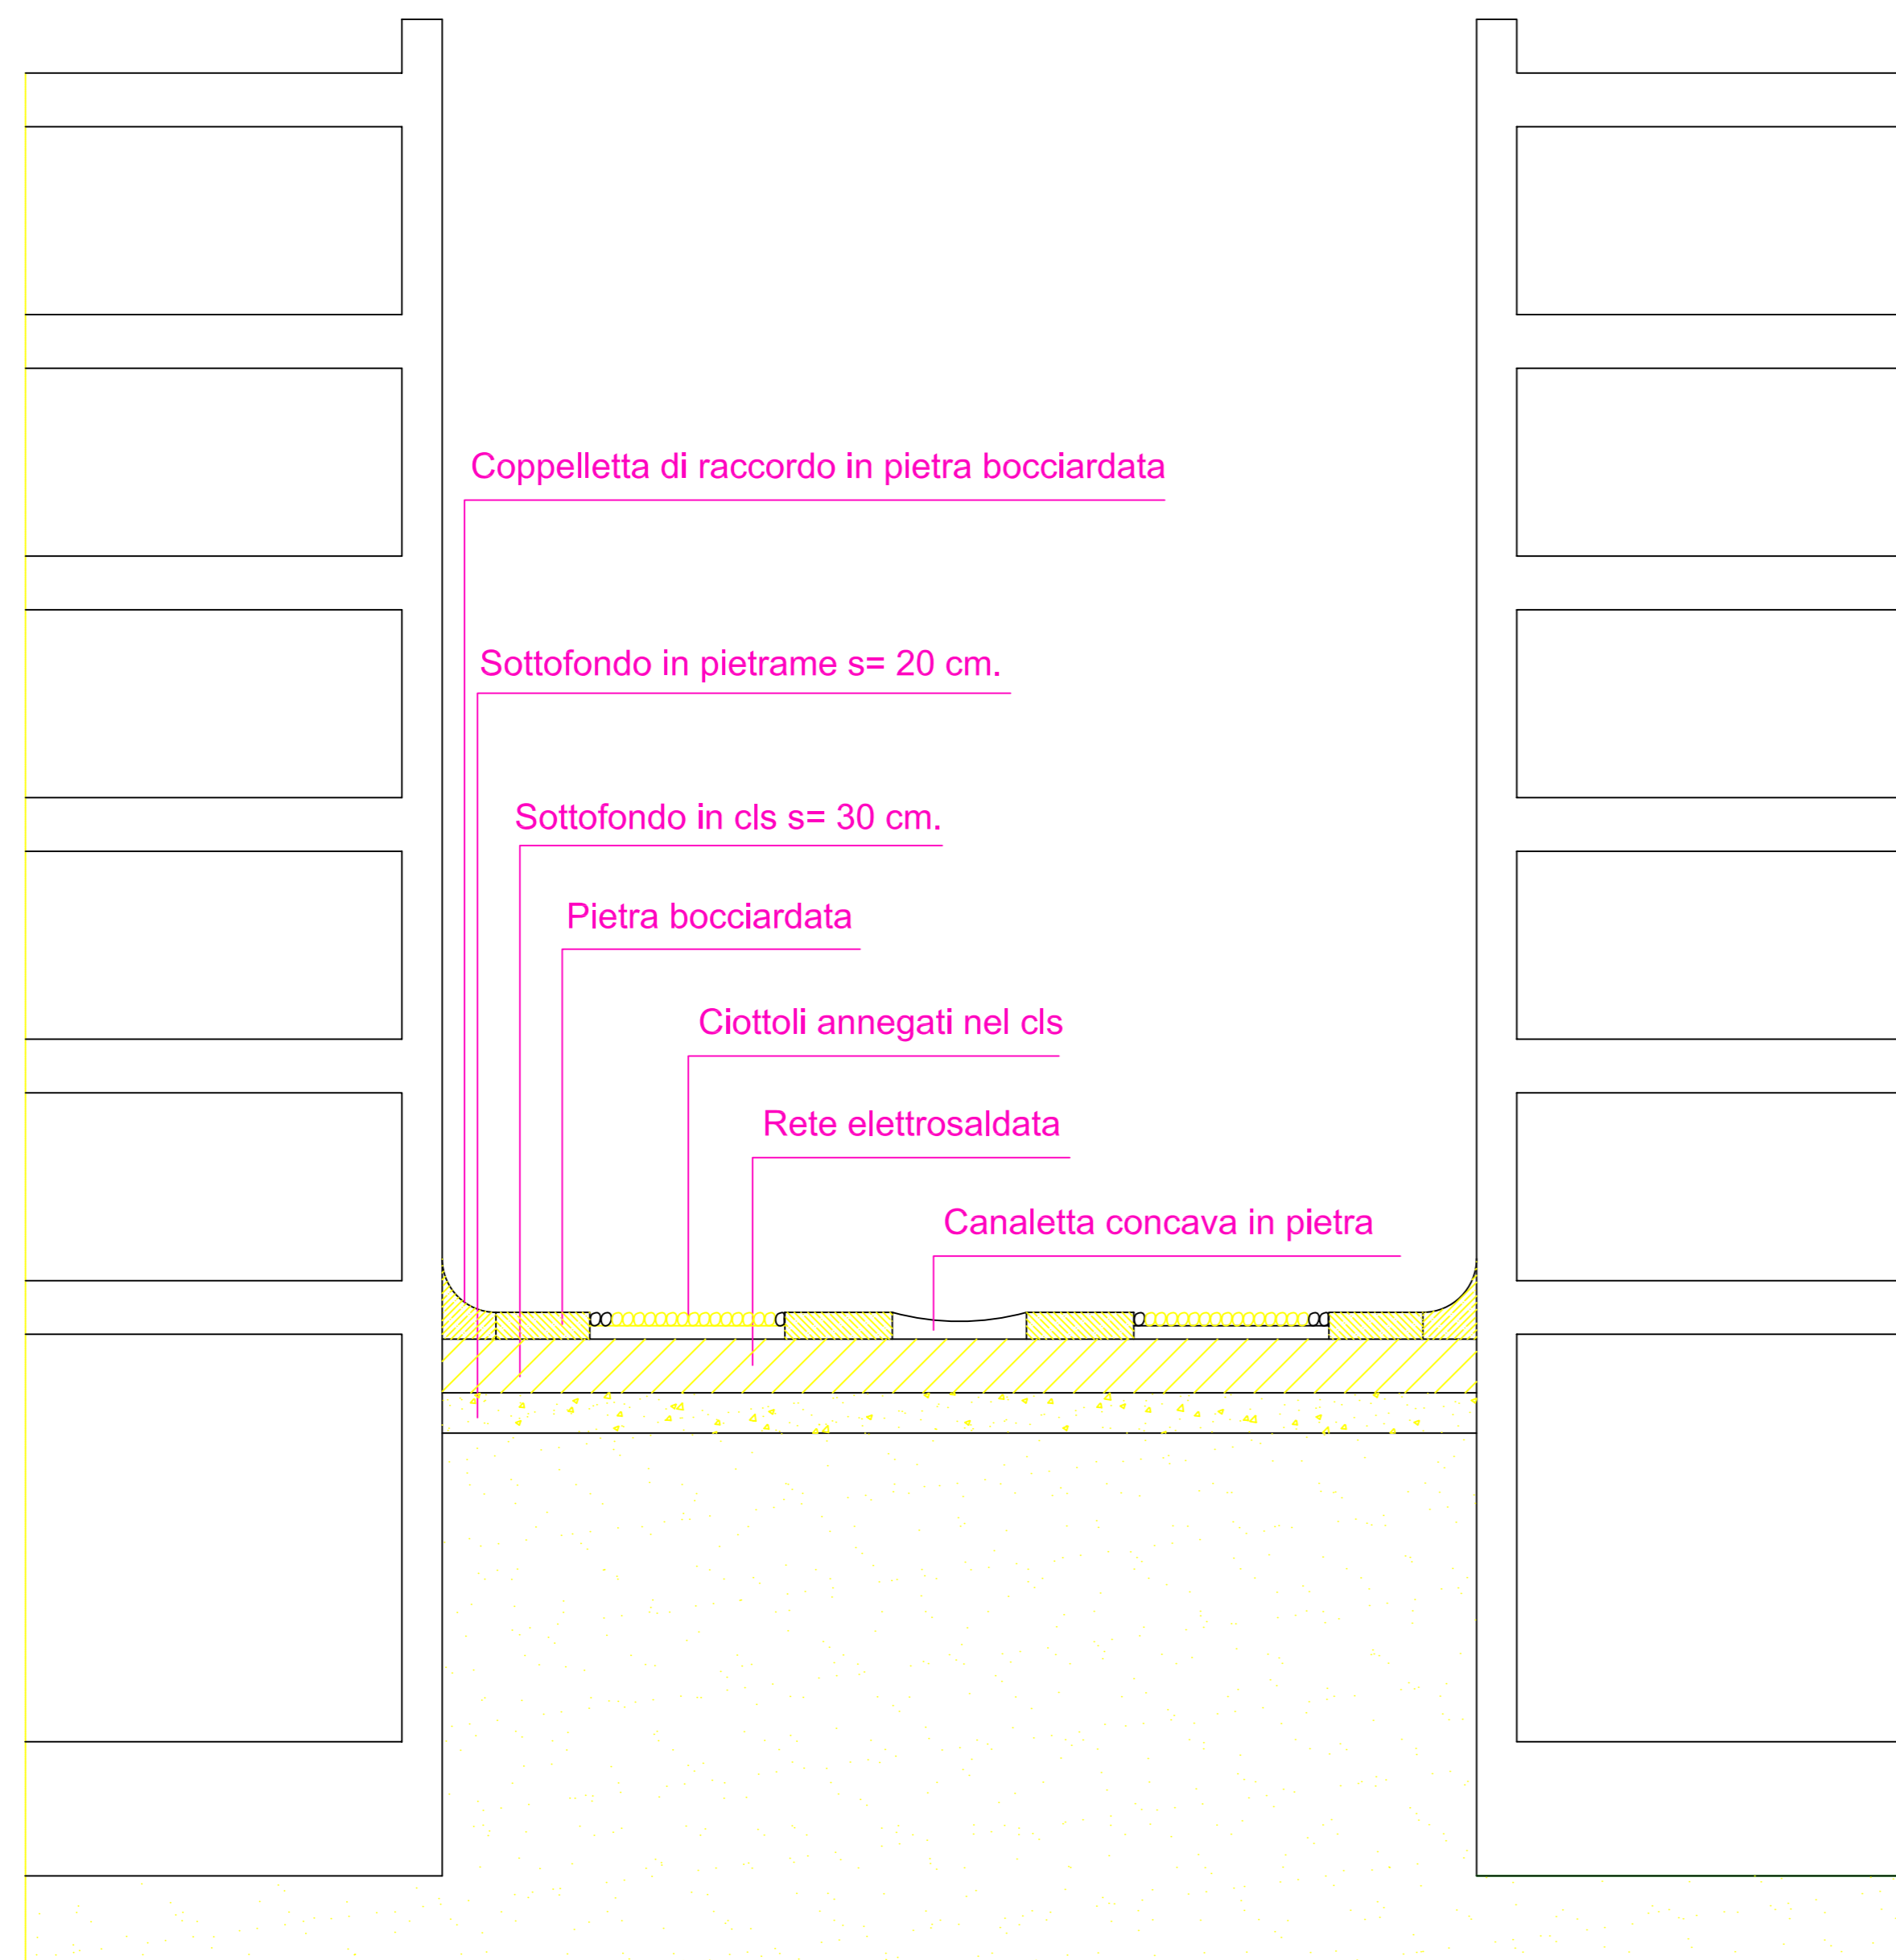 Coppelletta di raccordo in pietra bocciardata
Sottofondo in pietrame s= 20 cm.
Sottofondo in cls s= 30 cm.
Pietra bocciardata
Ciottoli annegati nel cls
Rete elettrosaldata
Canaletta concava in pietra